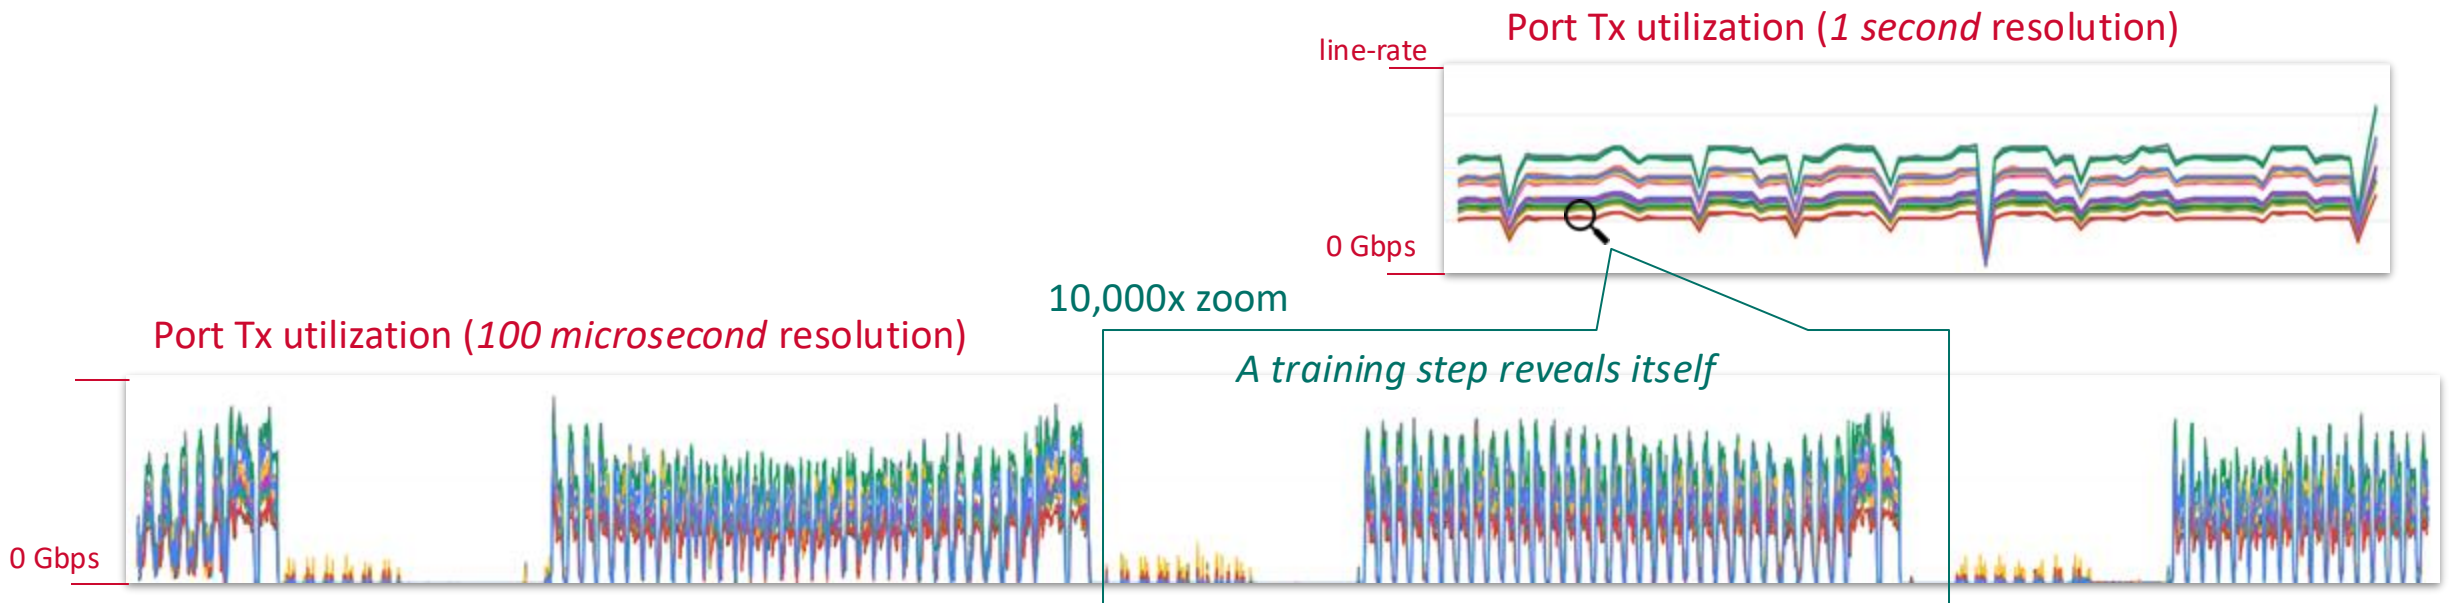 Port Tx utilization (1 second resolution)
line-rate
0 Gbps
10,000x zoom
Port Tx utilization (100 microsecond resolution)
A training step reveals itself
0 Gbps